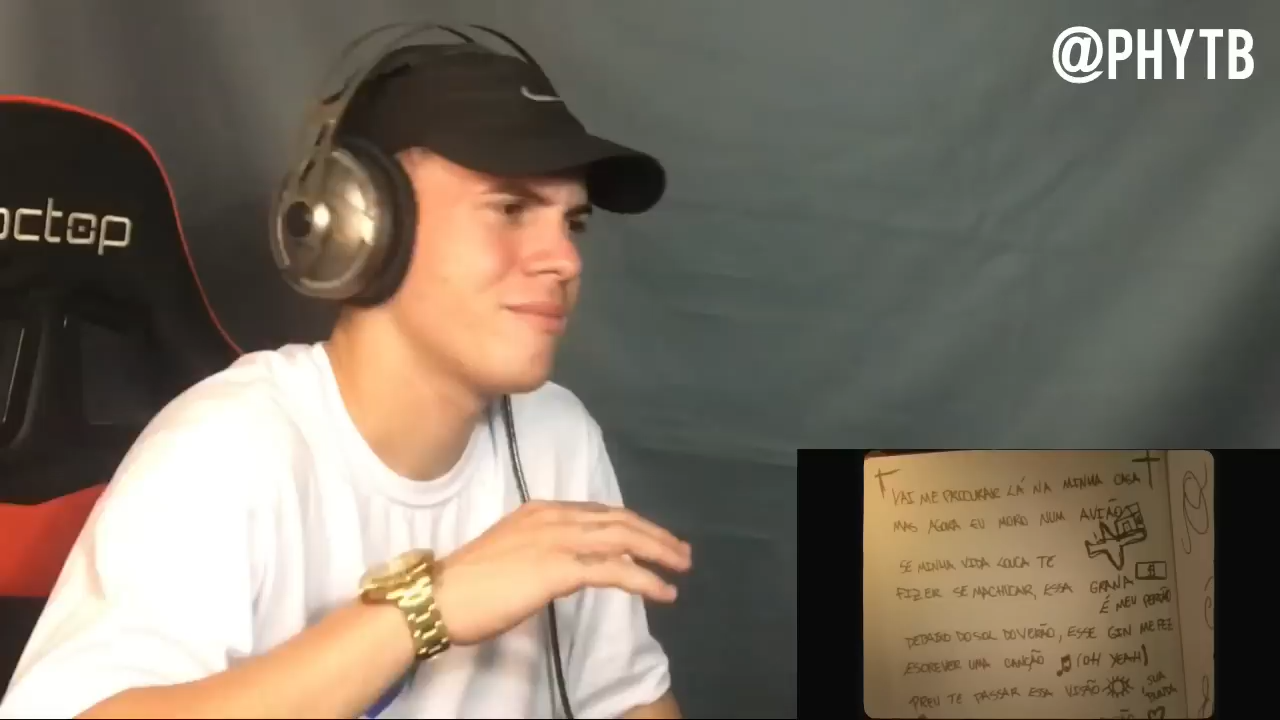 @PHYTB
octop
VAI ME PROCURAR LÁ NA MINHA CASA
MAS AGORA EU MORO NUM AVIÃO
SE MINHA VIDA LOUCA TE
FIZER SE MACHUCAR, ESSA GRANA
É MEU PERDÃO
DEBAIXO DO SOL DO VERÃO, ESSE GIN ME FEZ
ESCREVER UMA CANÇÃO (OH YEAH)
PREU TE PASSAR ESSA VISÃO
SUA